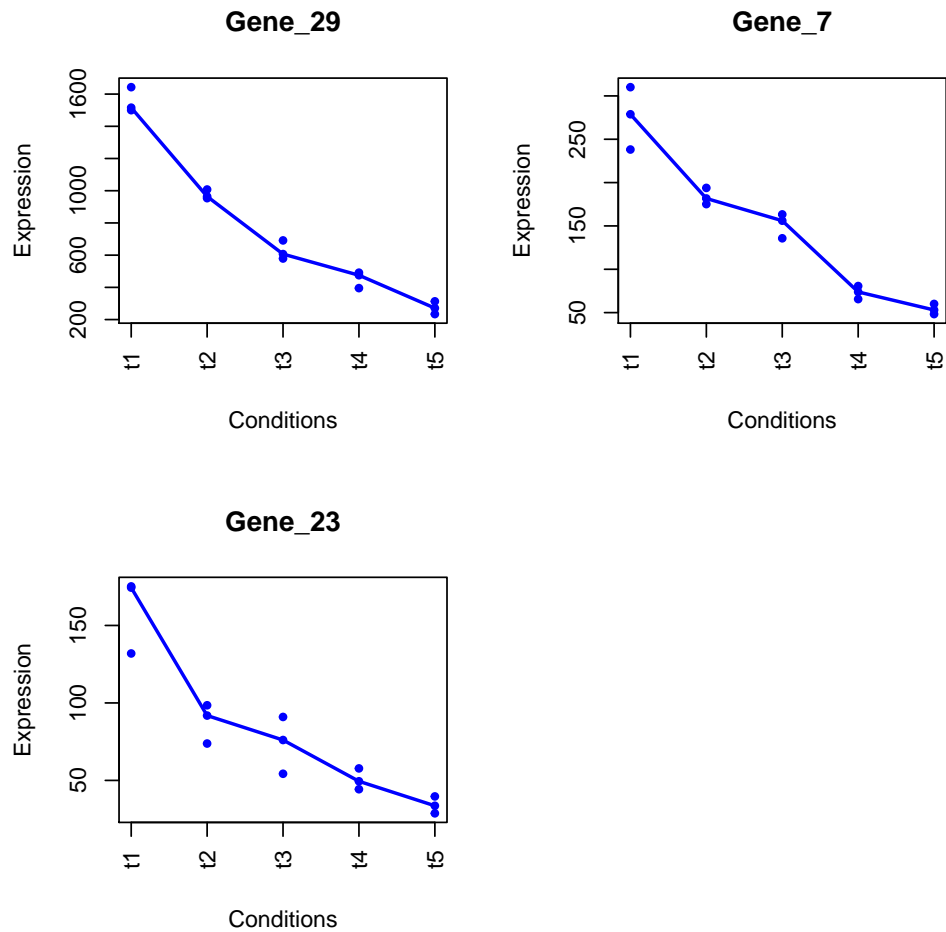 Gene_29
Expression
1600
1000
600
200
t1 t2 t3 t4 t5
Conditions
Gene_7
Expression
250
150
50
t1 t2 t3 t4 t5
Conditions
Gene_23
Expression
150
100
50
t1 t2 t3 t4 t5
Conditions